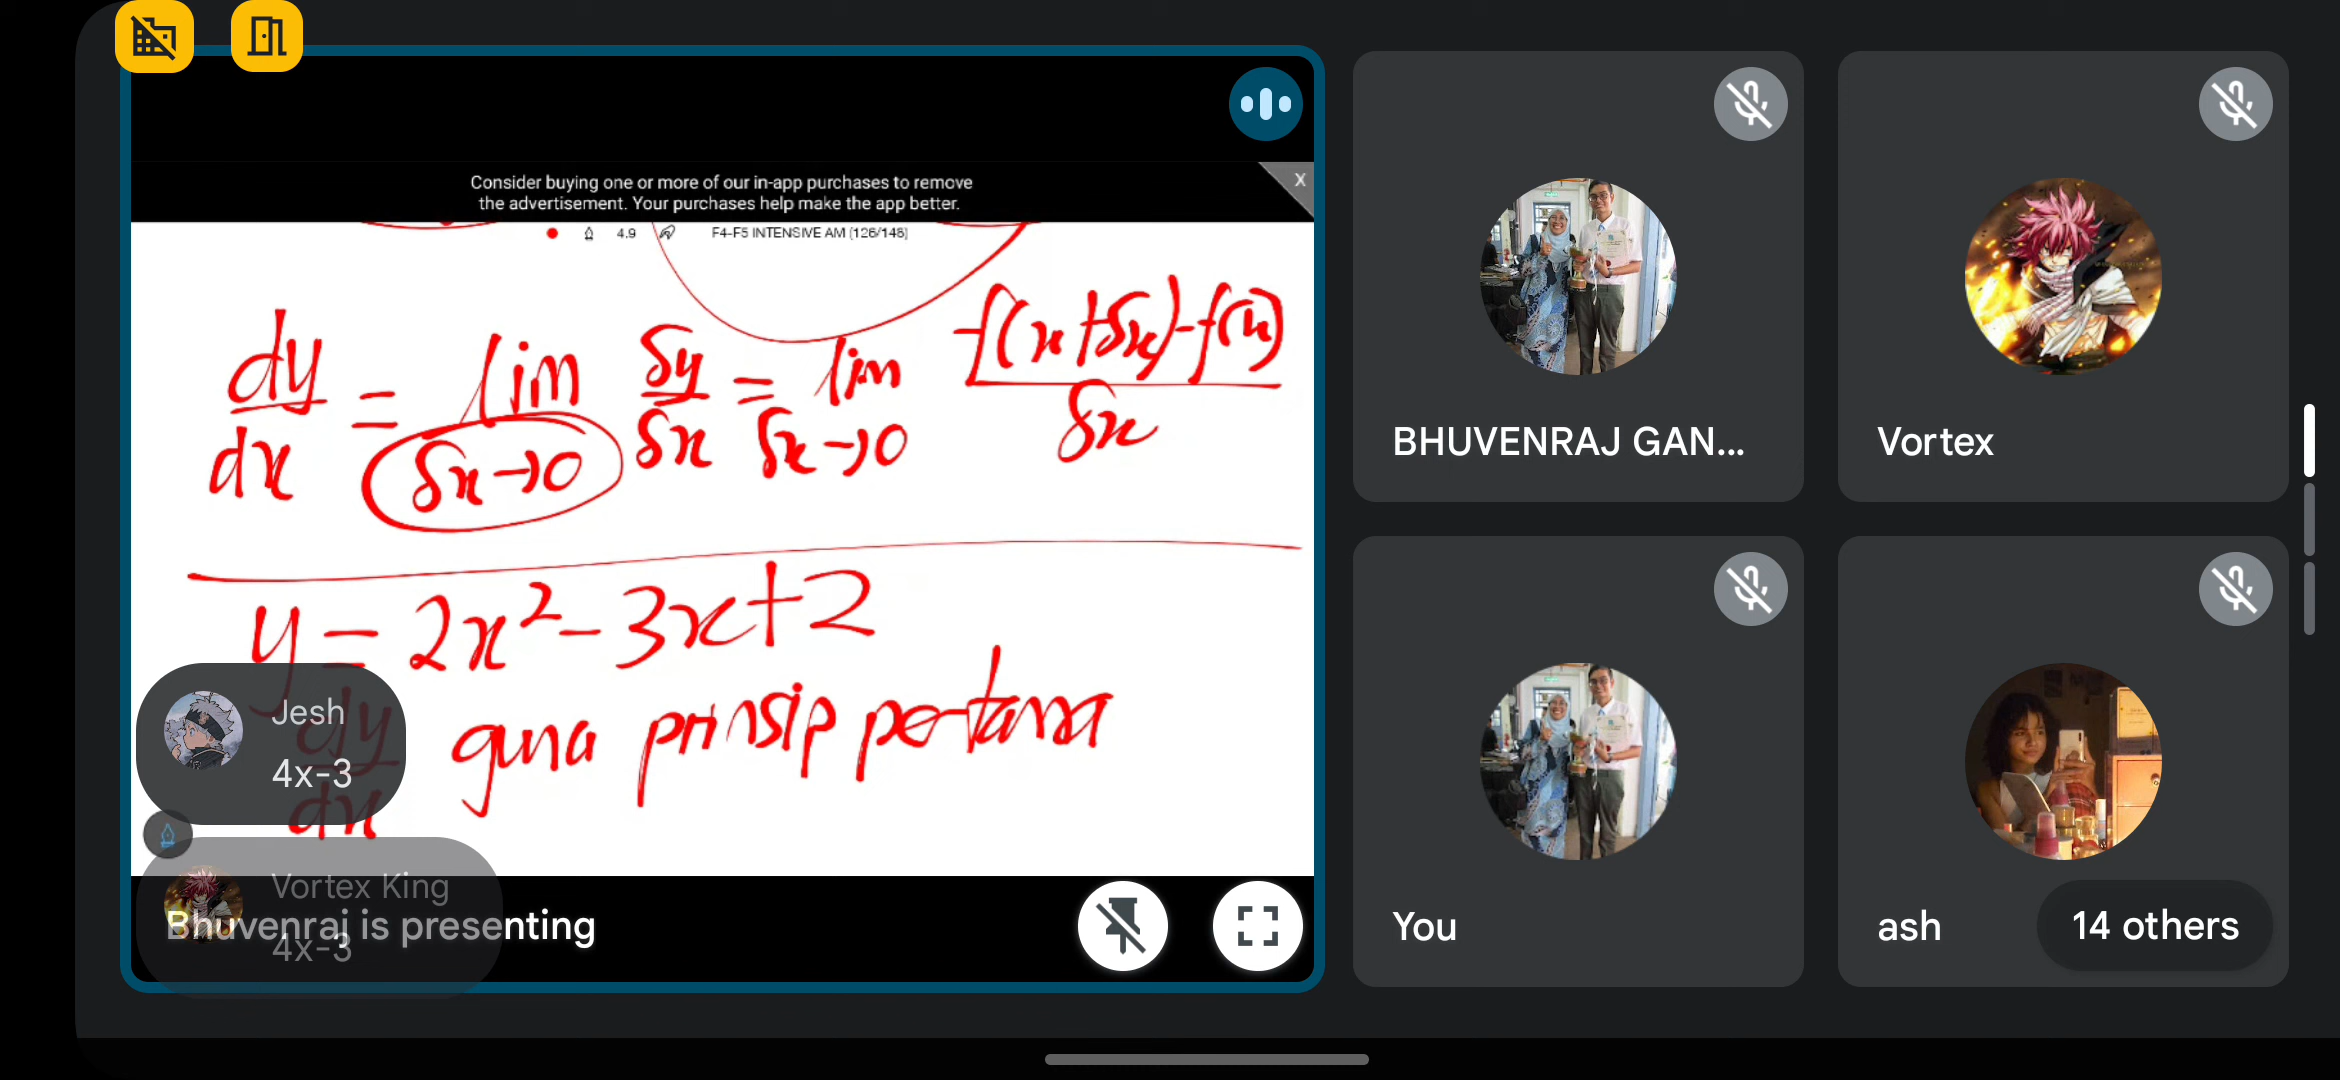 Consider buying one or more of our in-app purchases to remove
the advertisement. Your purchases help make the app better.
X
4.9 F4-F5 INTENSIVE AM (126/148)
dy/dx = lim δx→0 δy/δx = lim δx→0 f(x+δx)-f(x)/δx
y = 2x²-3x+2
dy/dx guna prinsip pertama
Jesh
4x-3
Vortex King
4x-3
Bhuvenraj is presenting
BHUVENRAJ GAN...
Vortex
You
ash
14 others